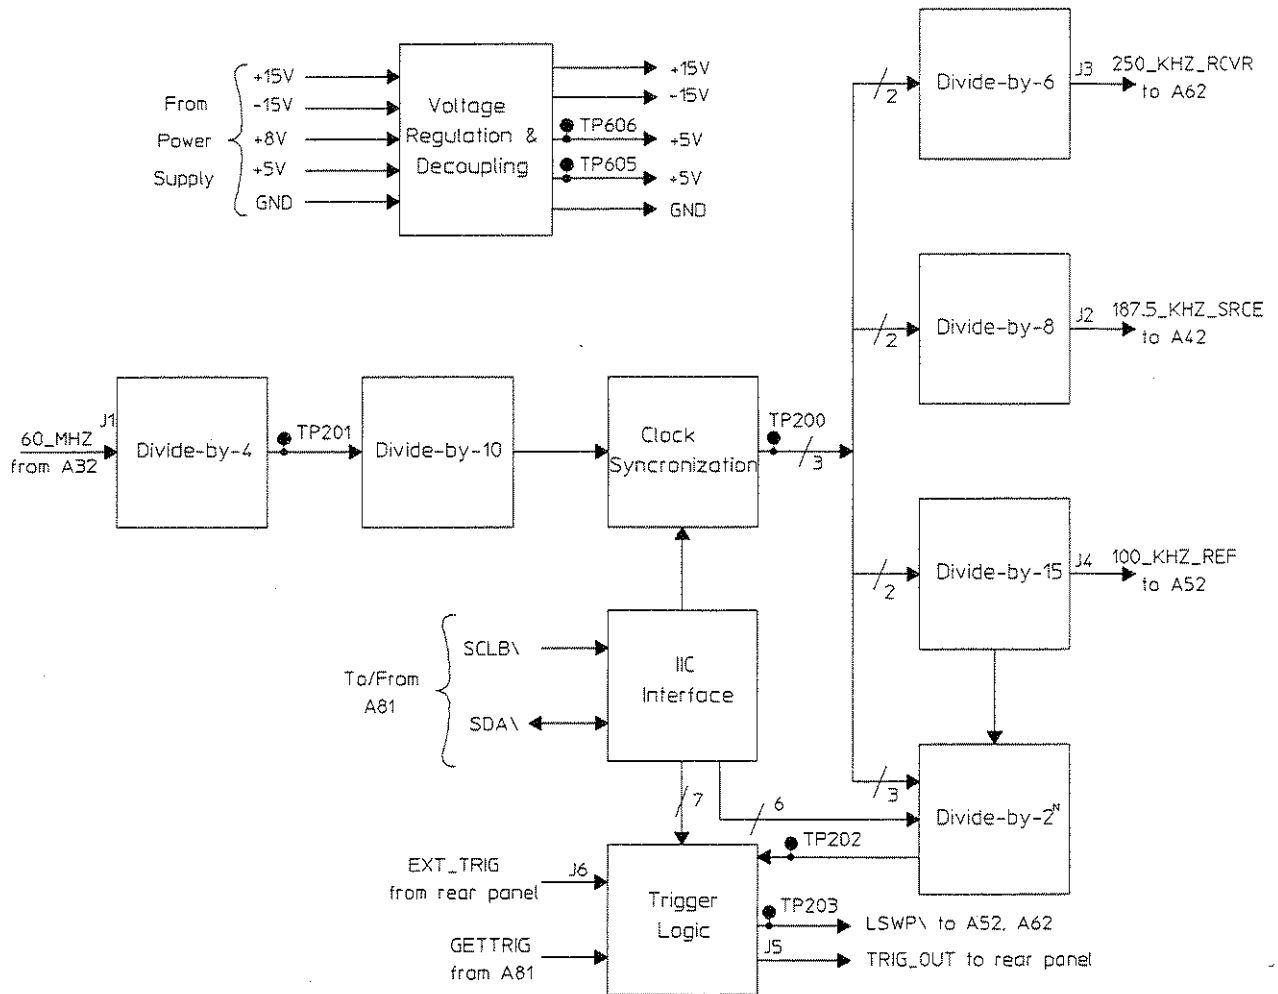 +15V
-15V
+8V
+5V
GND
From
Power
Supply
Voltage
Regulation &
Decoupling
+15V
-15V
TP606
+5V
TP605
+5V
GND
2
Divide-by-6
J3
250_KHZ_RCVR
to A62
2
Divide-by-8
J2
187.5_KHZ_SRCE
to A42
60_MHZ
from A32
J1
Divide-by-4
TP201
Divide-by-10
Clock
Syncronization
TP200
3
2
Divide-by-15
J4
100_KHZ_REF
to A52
To/From
A81
SCLB\
SDA\
IIC
Interface
7
6
3
Divide-by-2ᴺ
TP202
EXT_TRIG
from rear panel
J6
GETTRIG
from A81
Trigger
Logic
TP203
LSWP\ to A52, A62
J5
TRIG_OUT to rear panel